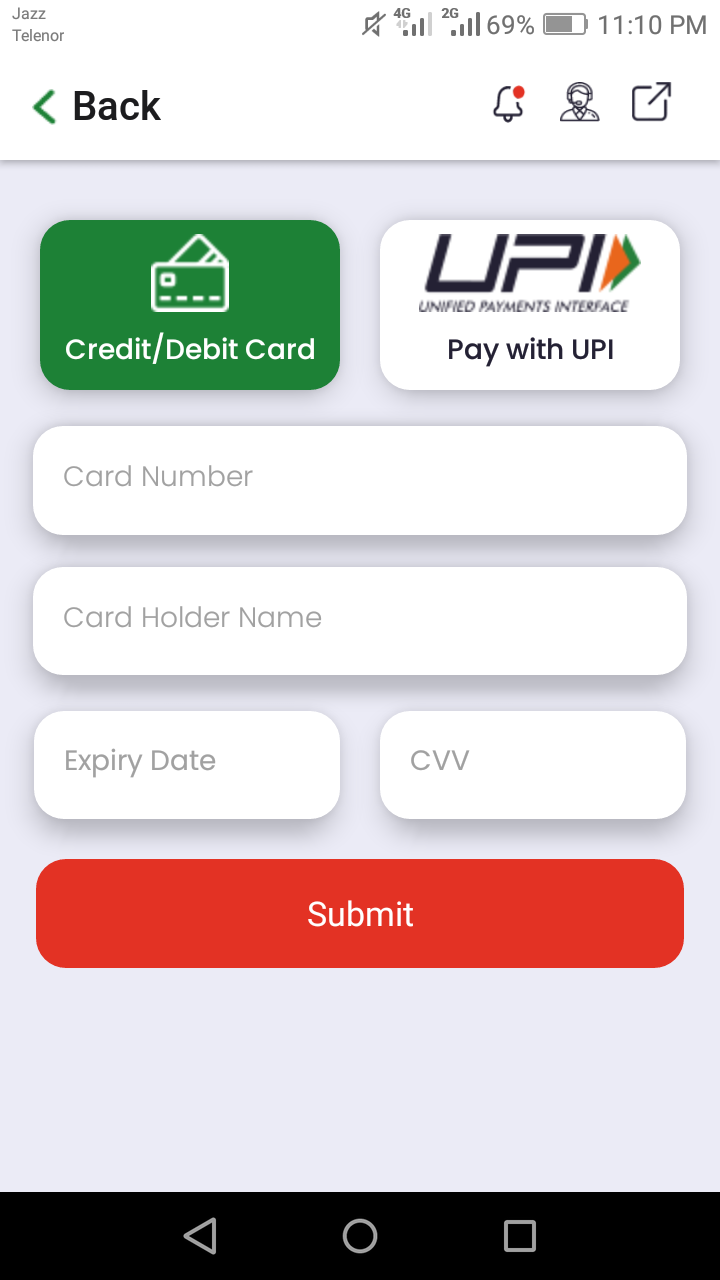 Jazz
Telenor
4G 2G 69% 11:10 PM
Back
UPI
UNIFIED PAYMENTS INTERFACE
Credit/Debit Card
Pay with UPI
Card Number
Card Holder Name
Expiry Date
CVV
Submit